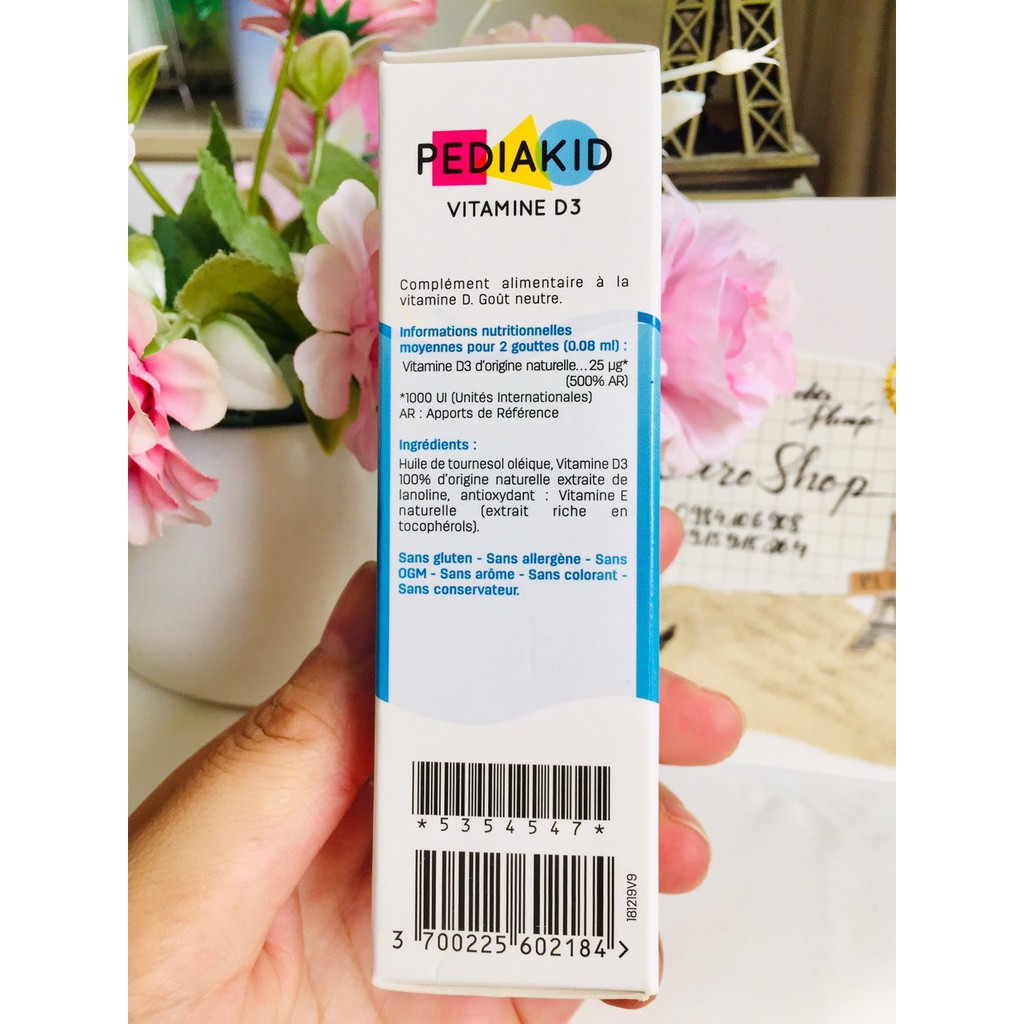 PEDIAKID
VITAMINE D3
Complément alimentaire à la
vitamine D. Goût neutre.
Informations nutritionnelles
moyennes pour 2 gouttes (0.08 ml) :
Vitamine D3 d'origine naturelle...25 µg*
(500% AR)
*1000 UI (Unités Internationales)
AR : Apports de Référence
Ingrédients :
Huile de tournesol oléique, Vitamine D3
100% d'origine naturelle extraite de
lanoline, antioxydant : Vitamine E
naturelle (extrait riche en
tocophérols).
Sans gluten - Sans allergène - Sans
OGM - Sans arôme - Sans colorant -
Sans conservateur.
*5354547*
3 700225 602184 >
181219V9
Shop